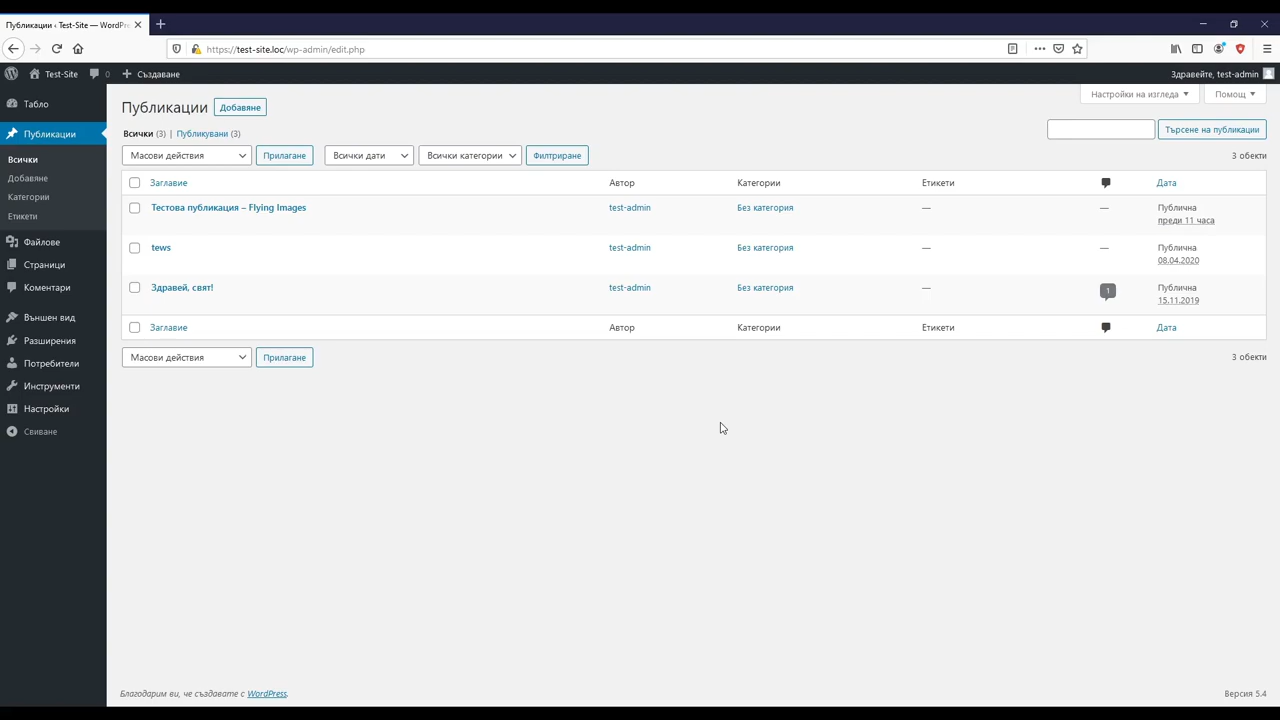 Публикации ‹ Test-Site — WordPre
https://test-site.loc/wp-admin/edit.php
Test-Site 0 Създаване Здравейте, test-admin
Табло
Публикации
Всички
Добавяне
Категории
Етикети
Файлове
Страници
Коментари
Външен вид
Разширения
Потребители
Инструменти
Настройки
Свиване
Настройки на изгледа Помощ
Публикации Добавяне
Всички (3) | Публикувани (3)
Търсене на публикации
Масови действия Прилагане Всички дати Всички категории Филтриране 3 обекти
Заглавие Автор Категории Етикети Дата
Тестова публикация – Flying Images test-admin Без категория — — Публична
преди 11 часа
tews test-admin Без категория — — Публична
08.04.2020
Здравей, свят! test-admin Без категория — 1 Публична
15.11.2019
Заглавие Автор Категории Етикети Дата
Масови действия Прилагане 3 обекти
Благодарим ви, че създавате с WordPress. Версия 5.4